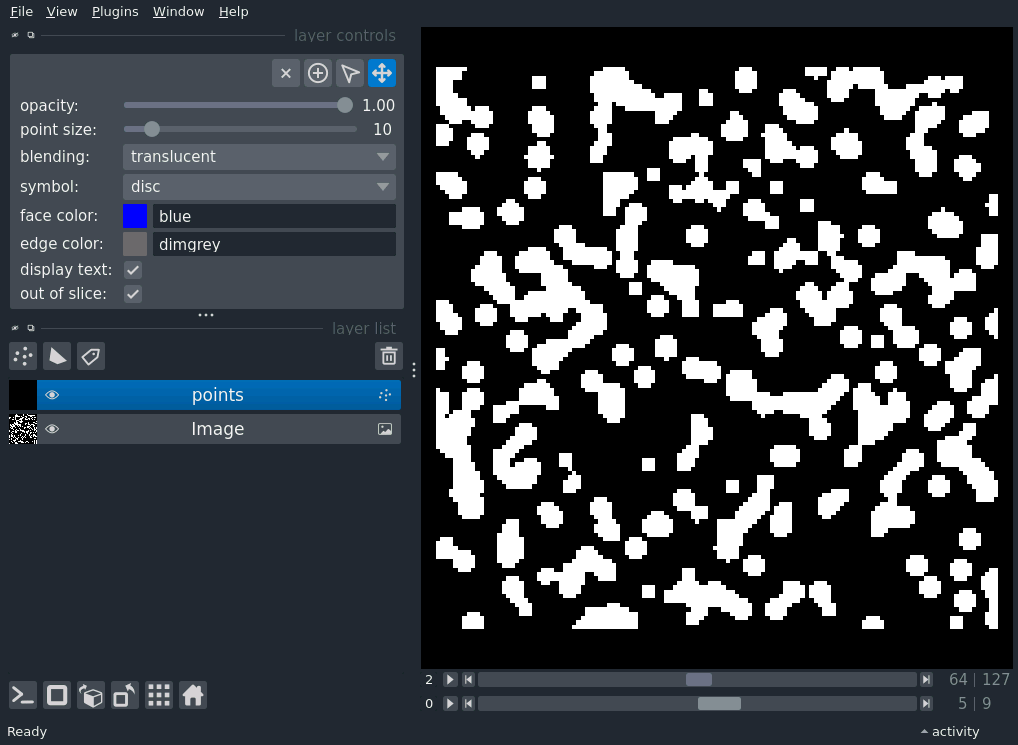 File View Plugins Window Help
layer controls
opacity: 1.00
point size: 10
blending: translucent
symbol: disc
face color: blue
edge color: dimgrey
display text:
out of slice:
layer list
points
Image
2 64 | 127
0 5 | 9
Ready activity